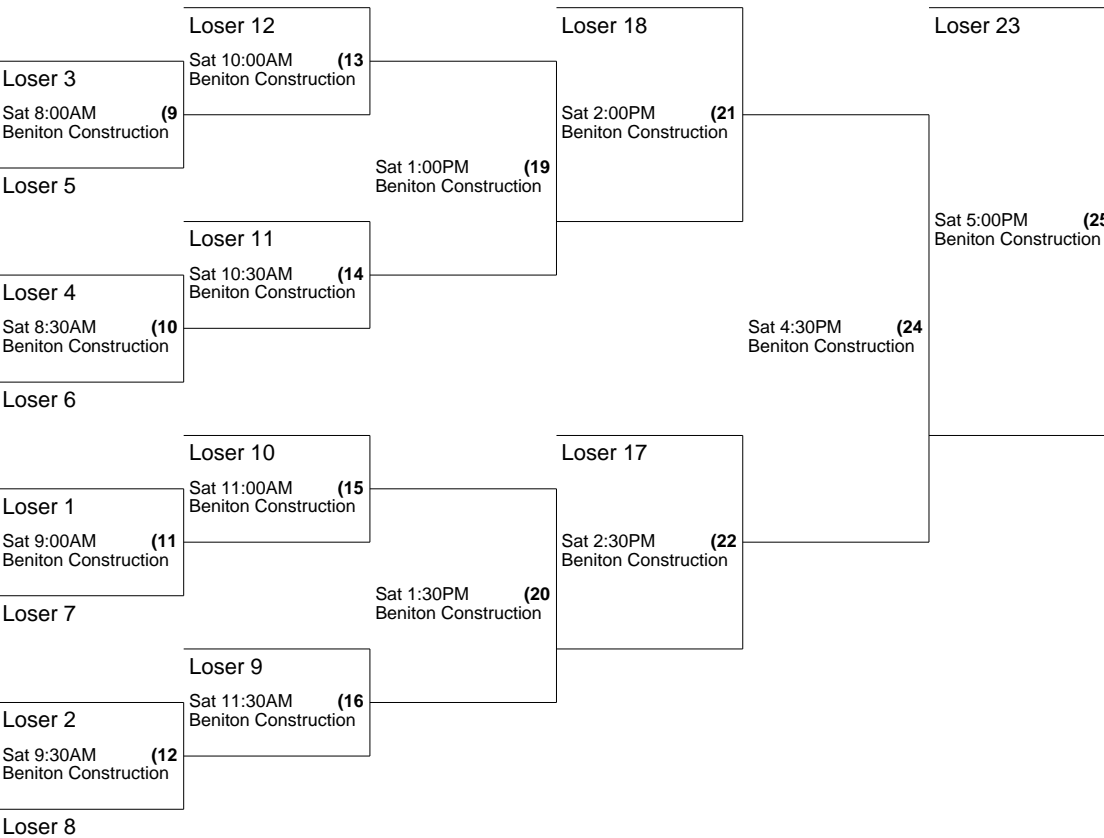 Loser 12
Sat 10:00AM (13
Beniton Construction
Loser 3
Sat 8:00AM (9
Beniton Construction
Loser 5
Loser 11
Sat 10:30AM (14
Beniton Construction
Loser 4
Sat 8:30AM (10
Beniton Construction
Loser 6
Loser 10
Sat 11:00AM (15
Beniton Construction
Loser 1
Sat 9:00AM (11
Beniton Construction
Loser 7
Loser 9
Sat 11:30AM (16
Beniton Construction
Loser 2
Sat 9:30AM (12
Beniton Construction
Loser 8
Sat 1:00PM (19
Beniton Construction
Sat 1:30PM (20
Beniton Construction
Loser 18
Sat 2:00PM (21
Beniton Construction
Loser 17
Sat 2:30PM (22
Beniton Construction
Sat 4:30PM (24
Beniton Construction
Loser 23
Sat 5:00PM (25
Beniton Construction